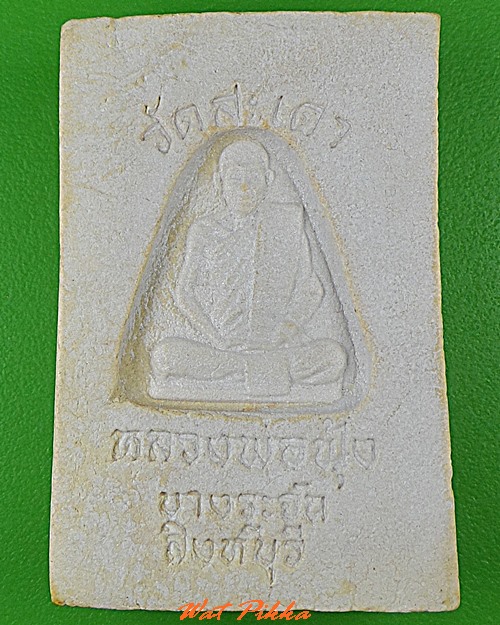 วัดสะเดา
หลวงพ่อฟุ้ง
บางระจัน
สิงห์บุรี
Wat Pikka